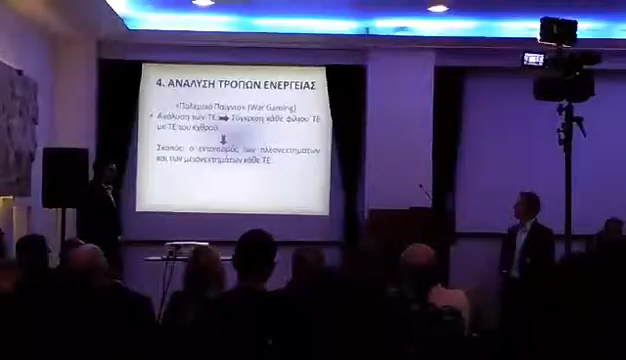 4. ΑΝΑΛΥΣΗ ΤΡΟΠΩΝ ΕΝΕΡΓΕΙΑΣ
«Πολεμικό Παίγνιο» (War Gaming)
Ανάλυση των ΤΕ ➡ Σύγκριση κάθε φίλιου ΤΕ
με ΤΕ του εχθρού
Σκοπός: ο εντοπισμός των πλεονεκτημάτων
και των μειονεκτημάτων κάθε ΤΕ